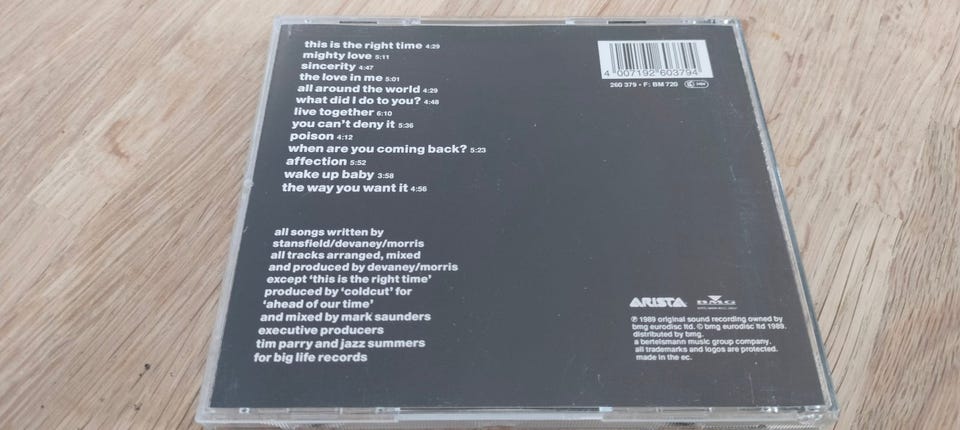 this is the right time 4:29
mighty love 5:11
sincerity 4:47
the love in me 5:01
all around the world 4:29
what did I do to you? 4:48
live together 6:10
you can't deny it 5:36
poison 4:12
when are you coming back? 5:23
affection 5:52
wake up baby 3:58
the way you want it 4:56
all songs written by
stansfield/devaney/morris
all tracks arranged, mixed
and produced by devaney/morris
except 'this is the right time'
produced by 'coldcut' for
'ahead of our time'
and mixed by mark saunders
executive producers
tim parry and jazz summers
for big life records
4 007192 603794
260 379 • F: BM 720
ARISTA BMG
℗ 1989 original sound recording owned by
bmg eurodisc ltd. © bmg eurodisc ltd 1989.
distributed by bmg.
a bertelsmann music group company.
all trademarks and logos are protected.
made in the ec.